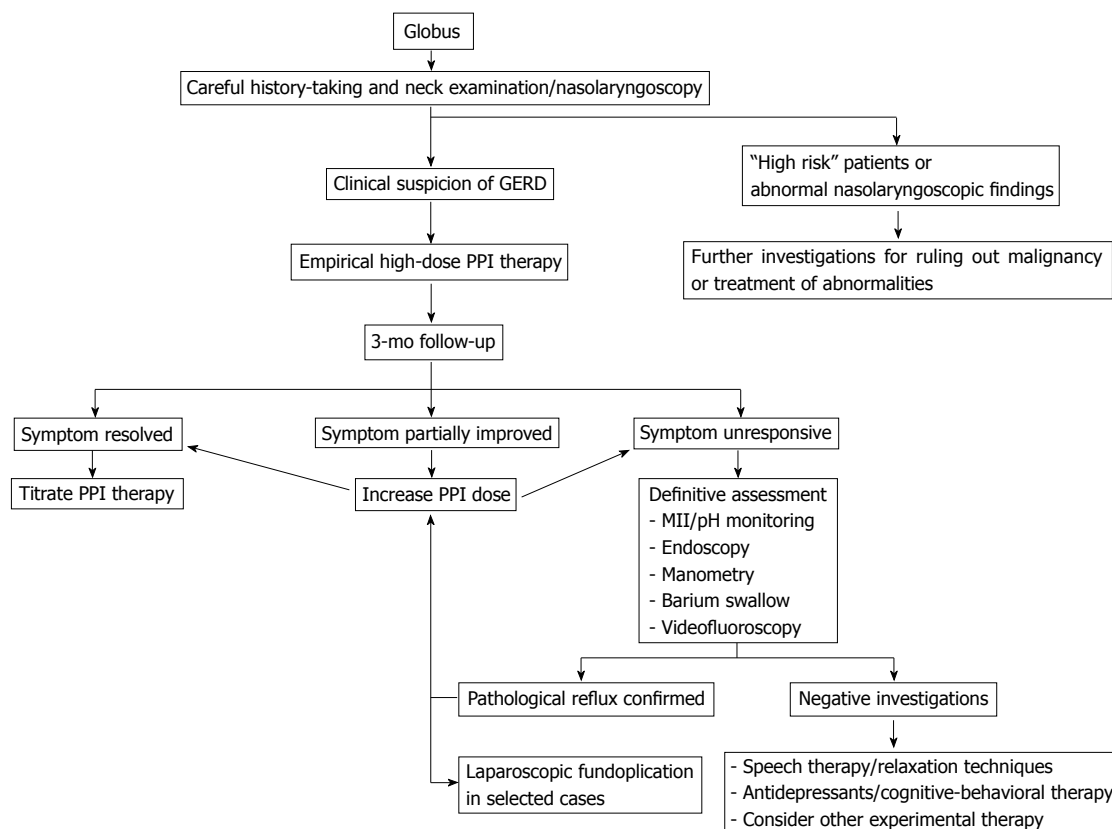 Globus
Careful history-taking and neck examination/nasolaryngoscopy
Clinical suspicion of GERD
“High risk” patients or
abnormal nasolaryngoscopic findings
Empirical high-dose PPI therapy
Further investigations for ruling out malignancy
or treatment of abnormalities
3-mo follow-up
Symptom resolved
Symptom partially improved
Symptom unresponsive
Titrate PPI therapy
Increase PPI dose
Definitive assessment
- MII/pH monitoring
- Endoscopy
- Manometry
- Barium swallow
- Videofluoroscopy
Pathological reflux confirmed
Negative investigations
Laparoscopic fundoplication
in selected cases
- Speech therapy/relaxation techniques
- Antidepressants/cognitive-behavioral therapy
- Consider other experimental therapy